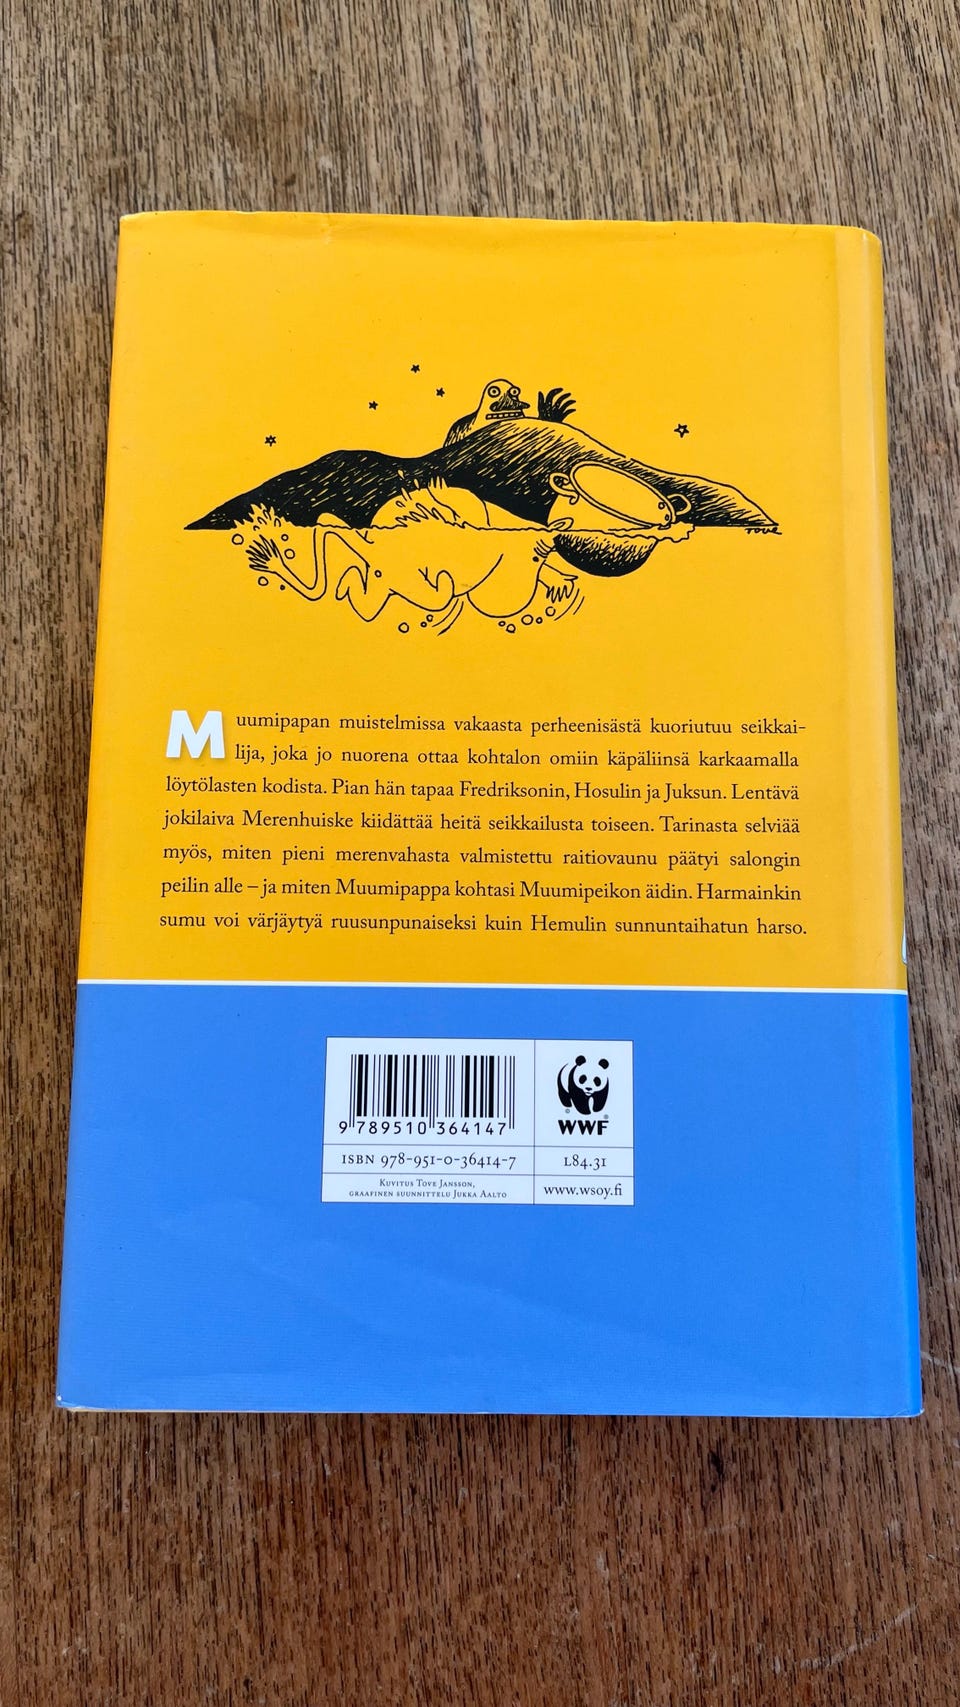 Tove
Muumipapan muistelmissa vakaasta perheenisästä kuoriutuu seikkai-
lija, joka jo nuorena ottaa kohtalon omiin käpäliinsä karkaamalla
löytölasten kodista. Pian hän tapaa Fredriksonin, Hosulin ja Juksun. Lentävä
jokilaiva Merenhuiske kiidättää heitä seikkailusta toiseen. Tarinasta selviää
myös, miten pieni merenvahasta valmistettu raitiovaunu päätyi salongin
peilin alle – ja miten Muumipappa kohtasi Muumipeikon äidin. Harmainkin
sumu voi värjäytyä ruusunpunaiseksi kuin Hemulin sunnuntaihatun harso.
9 789510 364147
WWF
ISBN 978-951-0-36414-7
L84.31
Kuvitus Tove Jansson,
graafinen suunnittelu Jukka Aalto
www.wsoy.fi